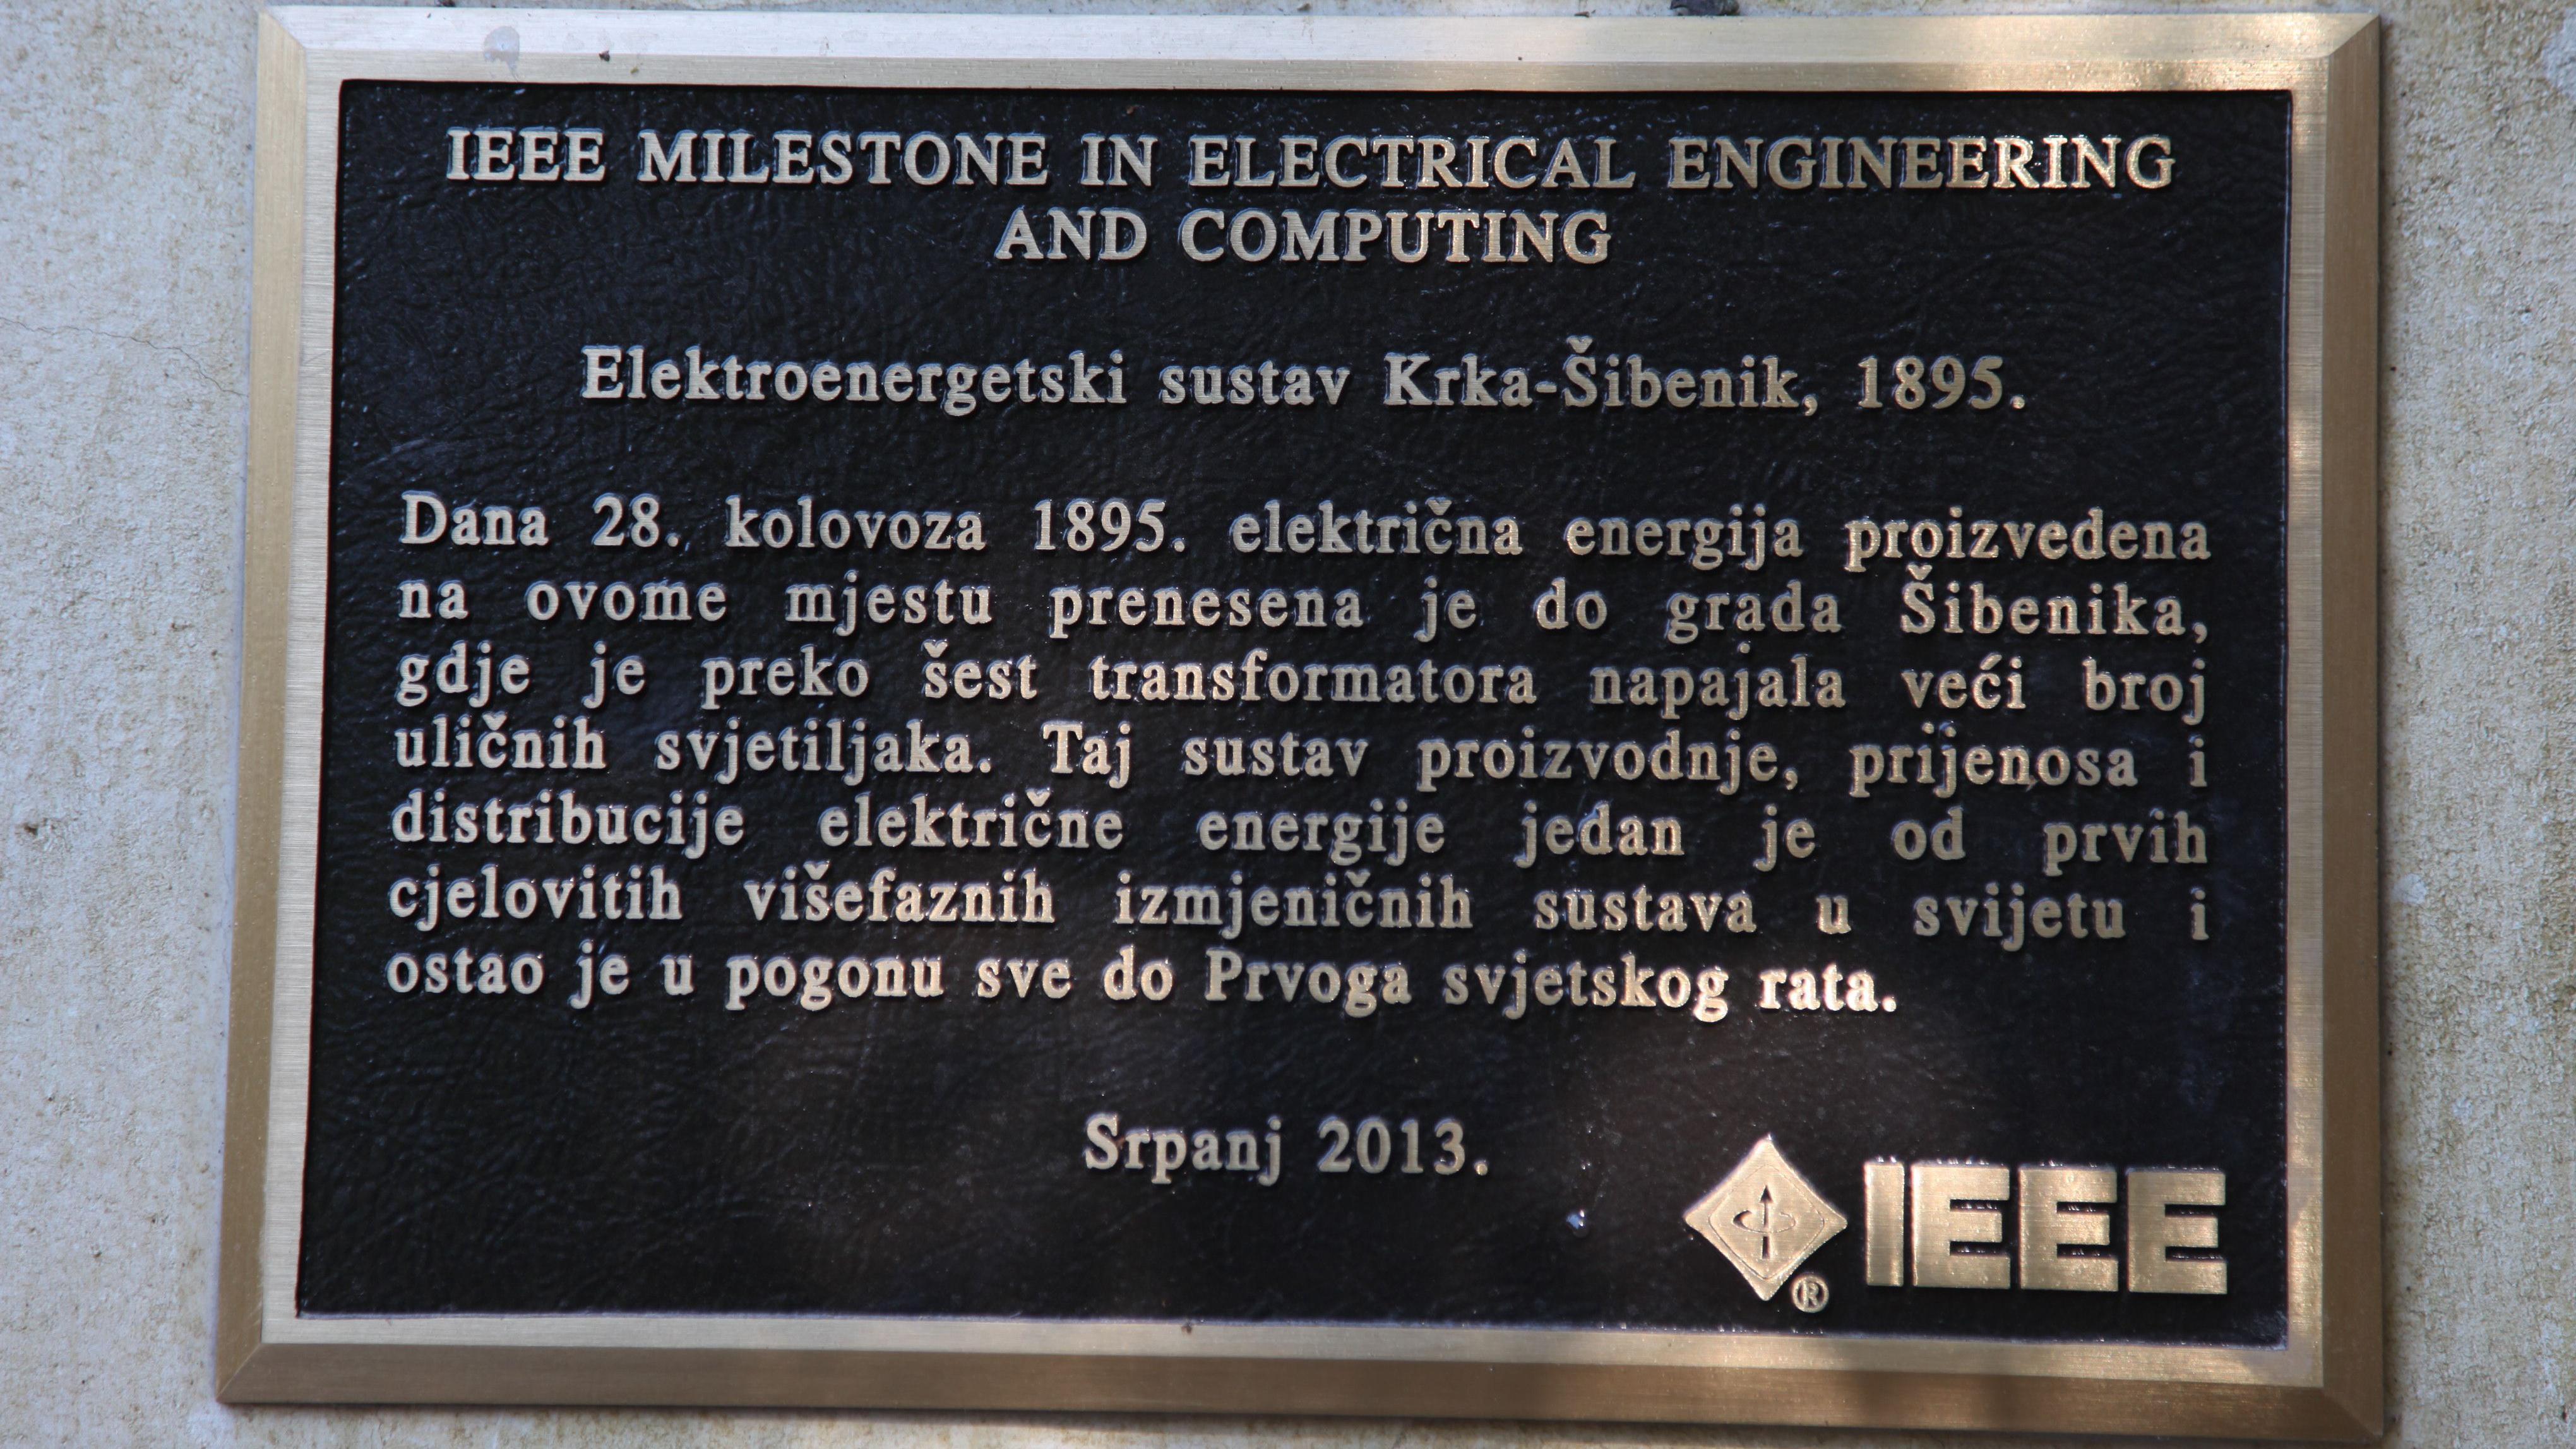 IEEE MILESTONE IN ELECTRICAL ENGINEERING
AND COMPUTING
Elektroenergetski sustav Krka-Šibenik, 1895.
Dana 28. kolovoza 1895. električna energija proizvedena
na ovome mjestu prenesena je do grada Šibenika,
gdje je preko šest transformatora napajala veći broj
uličnih svjetiljaka. Taj sustav proizvodnje, prijenosa i
distribucije električne energije jedan je od prvih
cjelovitih višefaznih izmjeničnih sustava u svijetu i
ostao je u pogonu sve do Prvoga svjetskog rata.
Srpanj 2013.
® IEEE